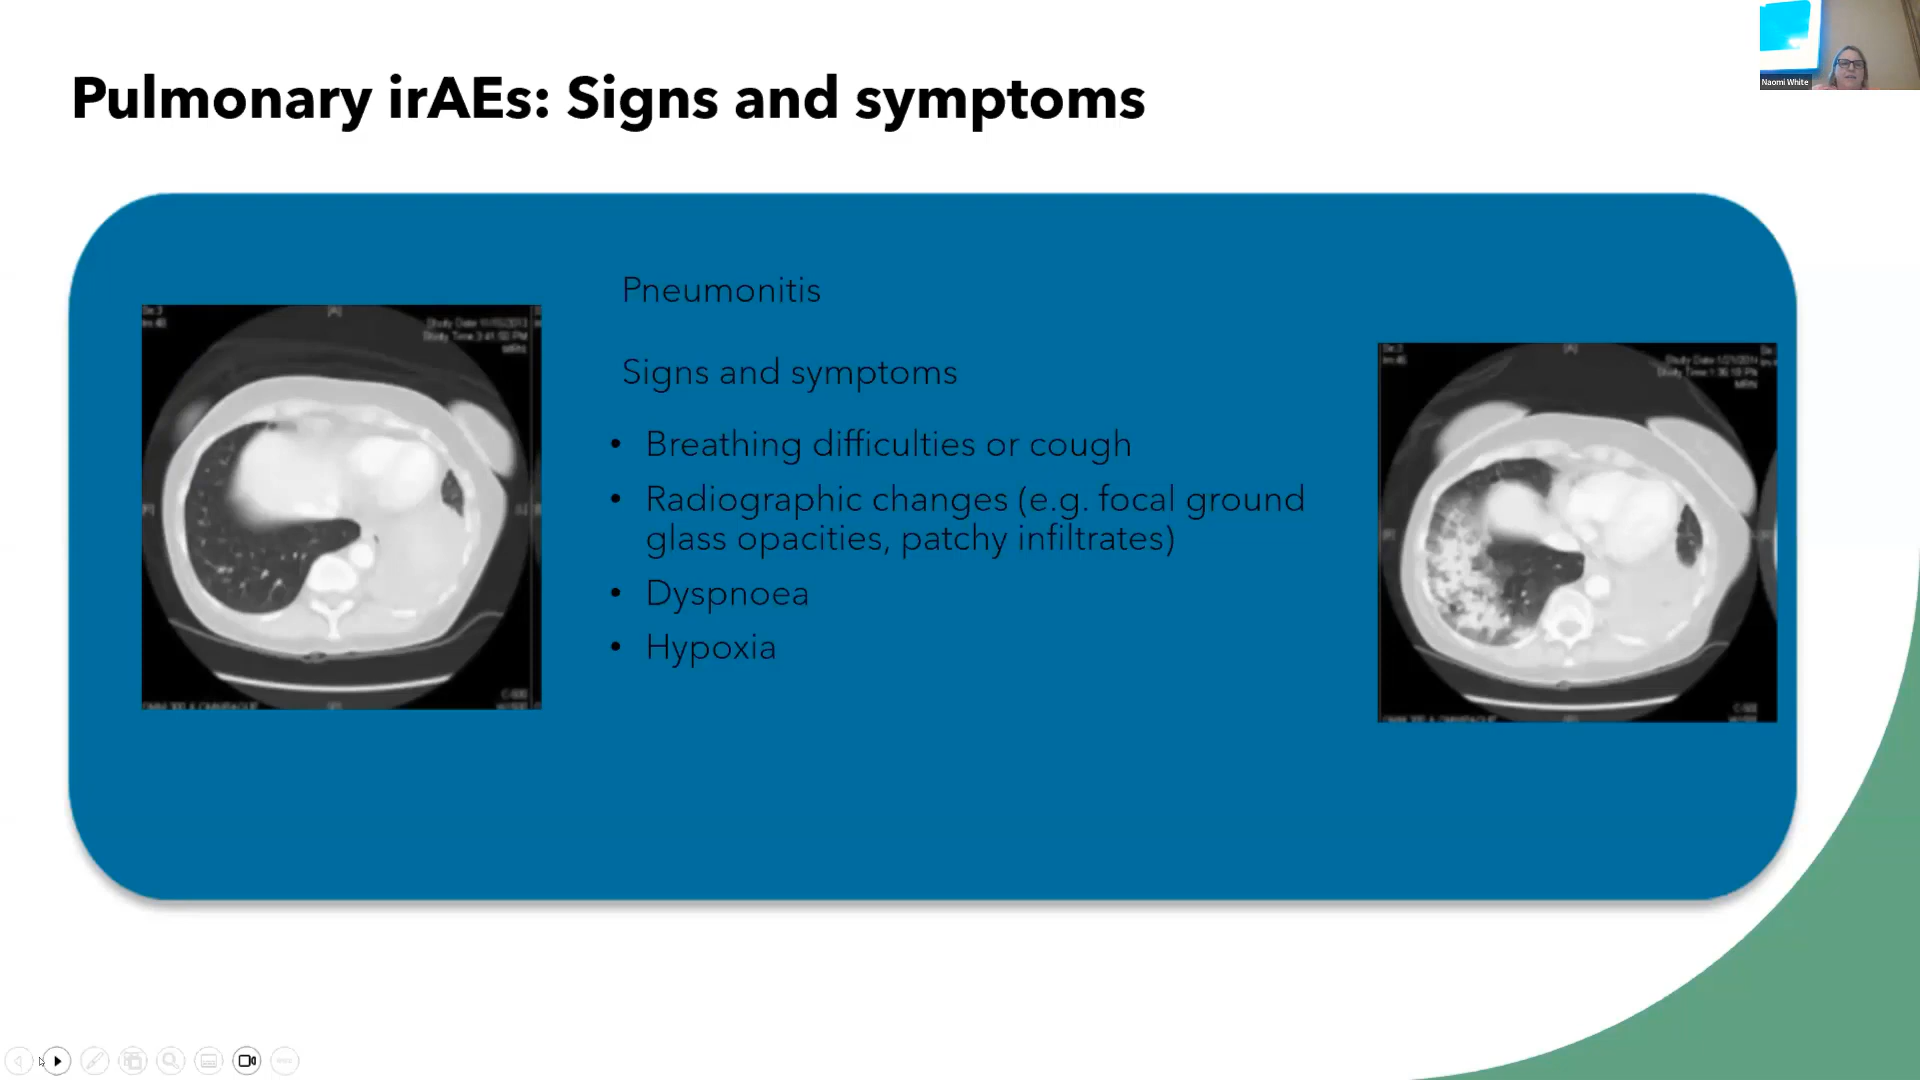 Pulmonary irAEs: Signs and symptoms
Naomi White
Pneumonitis
Signs and symptoms
• Breathing difficulties or cough
• Radiographic changes (e.g. focal ground
glass opacities, patchy infiltrates)
• Dyspnoea
• Hypoxia